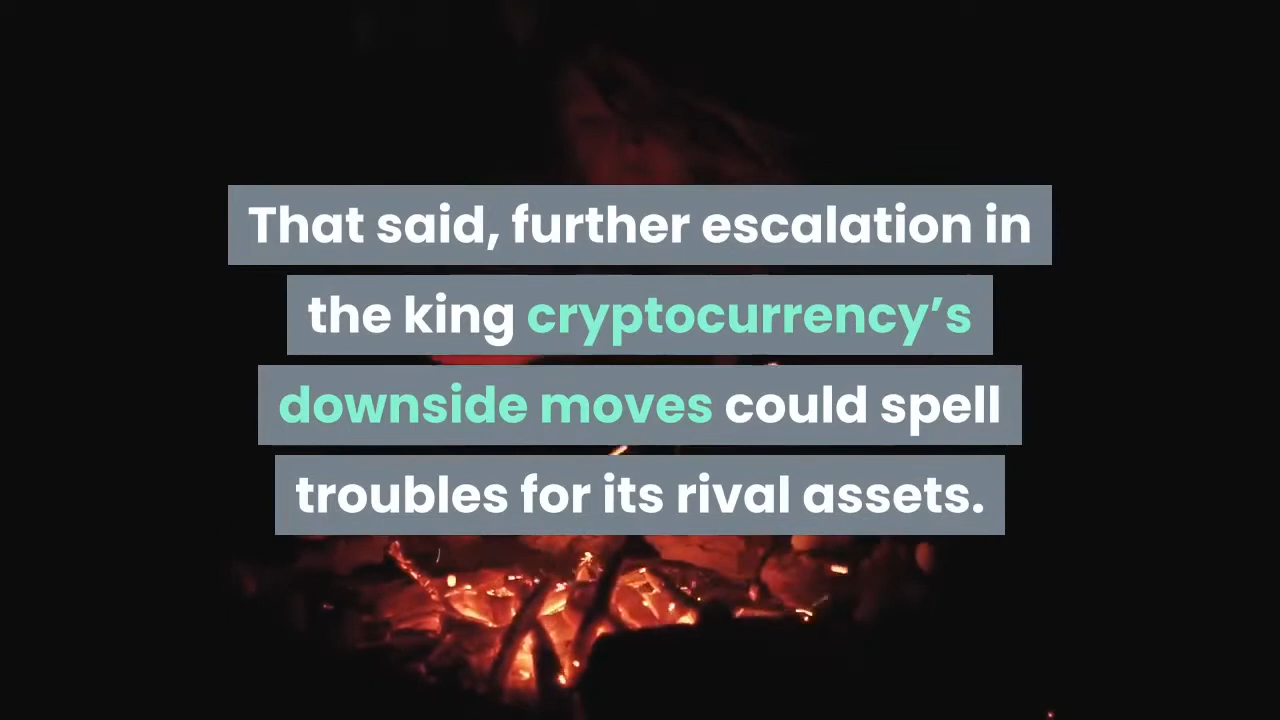 That said, further escalation in
the king cryptocurrency’s
downside moves could spell
troubles for its rival assets.